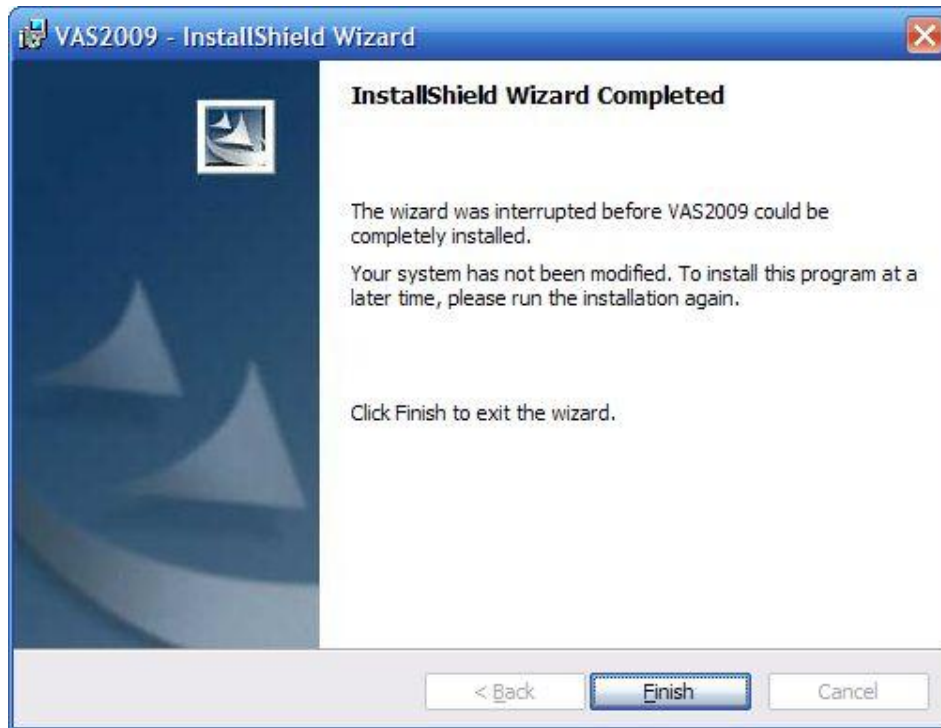 VAS2009 - InstallShield Wizard
InstallShield Wizard Completed
The wizard was interrupted before VAS2009 could be
completely installed.
Your system has not been modified. To install this program at a
later time, please run the installation again.
Click Finish to exit the wizard.
< Back
Finish
Cancel